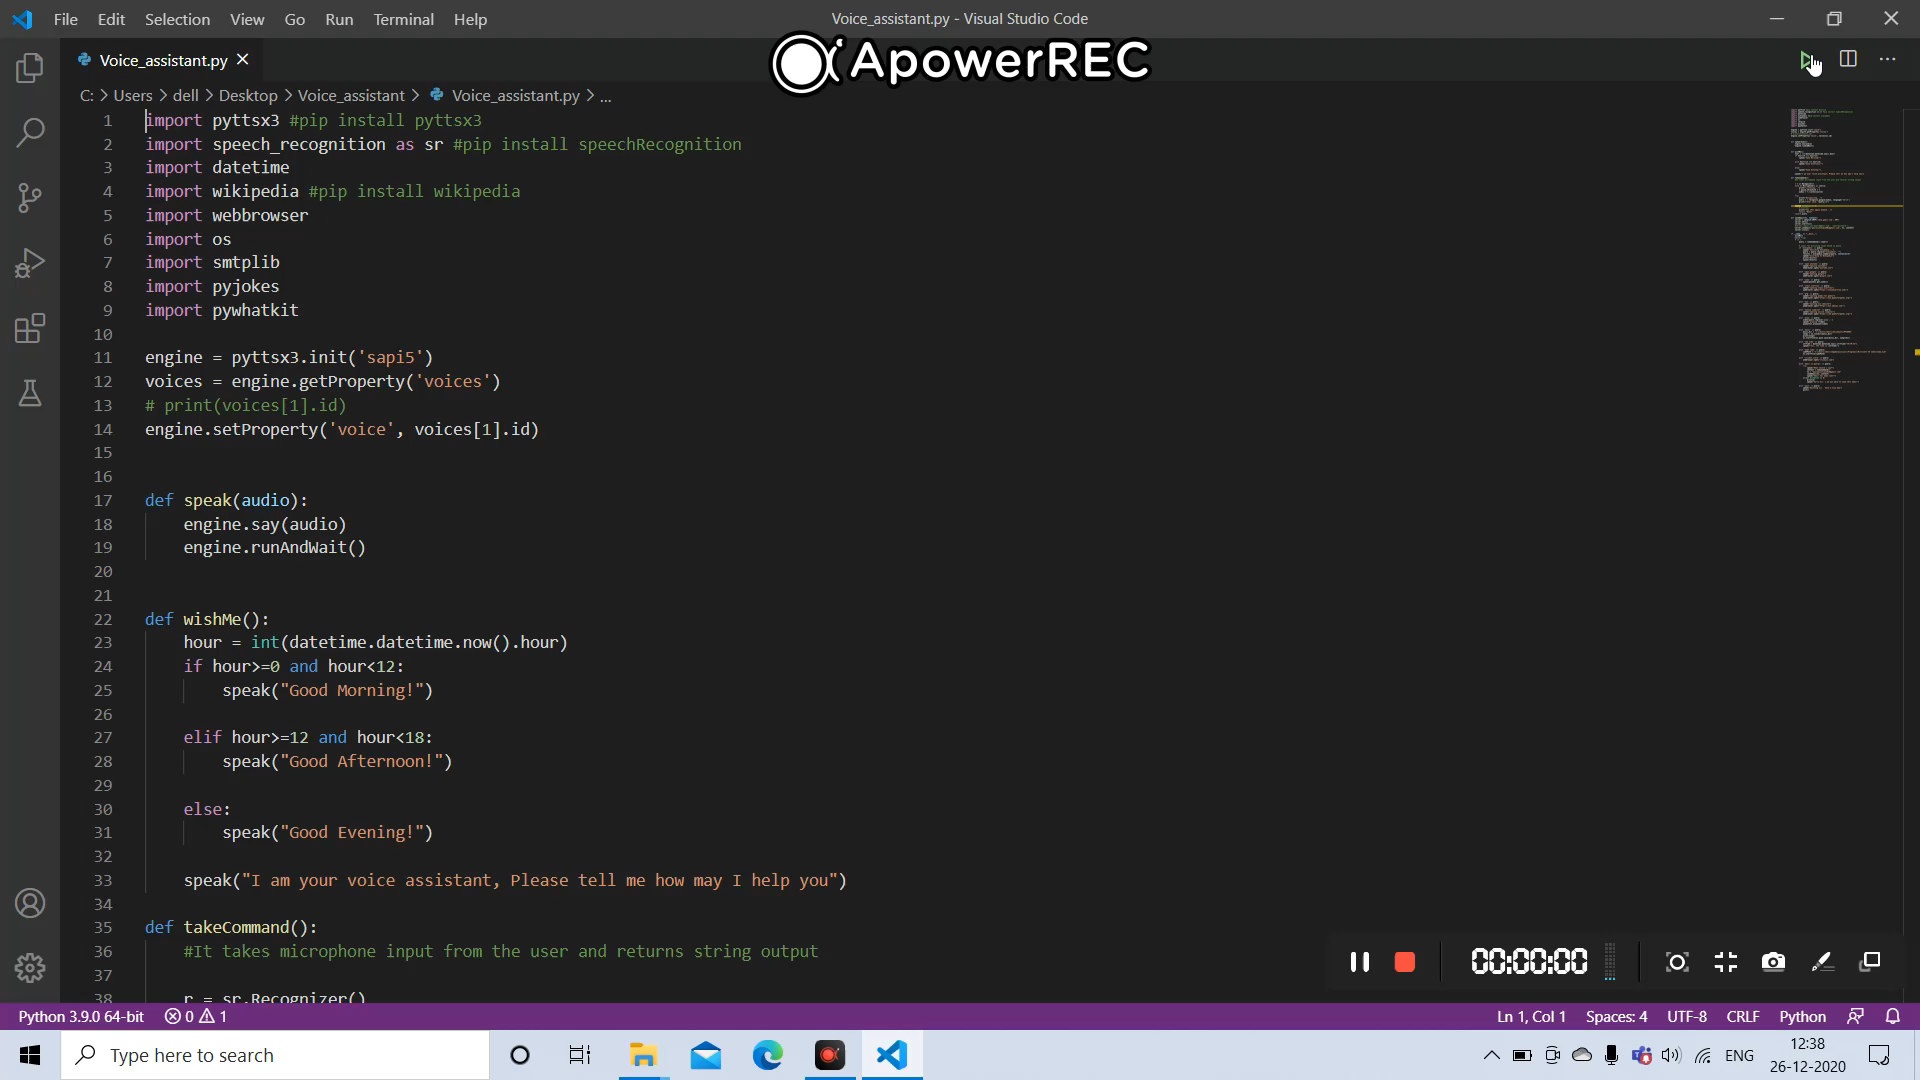 File Edit Selection View Go Run Terminal Help
Voice_assistant.py - Visual Studio Code
Voice_assistant.py
ApowerREC
C: > Users > dell > Desktop > Voice_assistant > Voice_assistant.py > ...
1 import pyttsx3 #pip install pyttsx3
2 import speech_recognition as sr #pip install speechRecognition
3 import datetime
4 import wikipedia #pip install wikipedia
5 import webbrowser
6 import os
7 import smtplib
8 import pyjokes
9 import pywhatkit
10
11 engine = pyttsx3.init('sapi5')
12 voices = engine.getProperty('voices')
13 # print(voices[1].id)
14 engine.setProperty('voice', voices[1].id)
15
16
17 def speak(audio):
18 engine.say(audio)
19 engine.runAndWait()
20
21
22 def wishMe():
23 hour = int(datetime.datetime.now().hour)
24 if hour>=0 and hour<12:
25 speak("Good Morning!")
26
27 elif hour>=12 and hour<18:
28 speak("Good Afternoon!")
29
30 else:
31 speak("Good Evening!")
32
33 speak("I am your voice assistant, Please tell me how may I help you")
34
35 def takeCommand():
36 #It takes microphone input from the user and returns string output
37
38 r = sr.Recognizer()
00:00:00
Python 3.9.0 64-bit 0 1
Ln 1, Col 1 Spaces: 4 UTF-8 CRLF Python
Type here to search
ENG
12:38
26-12-2020